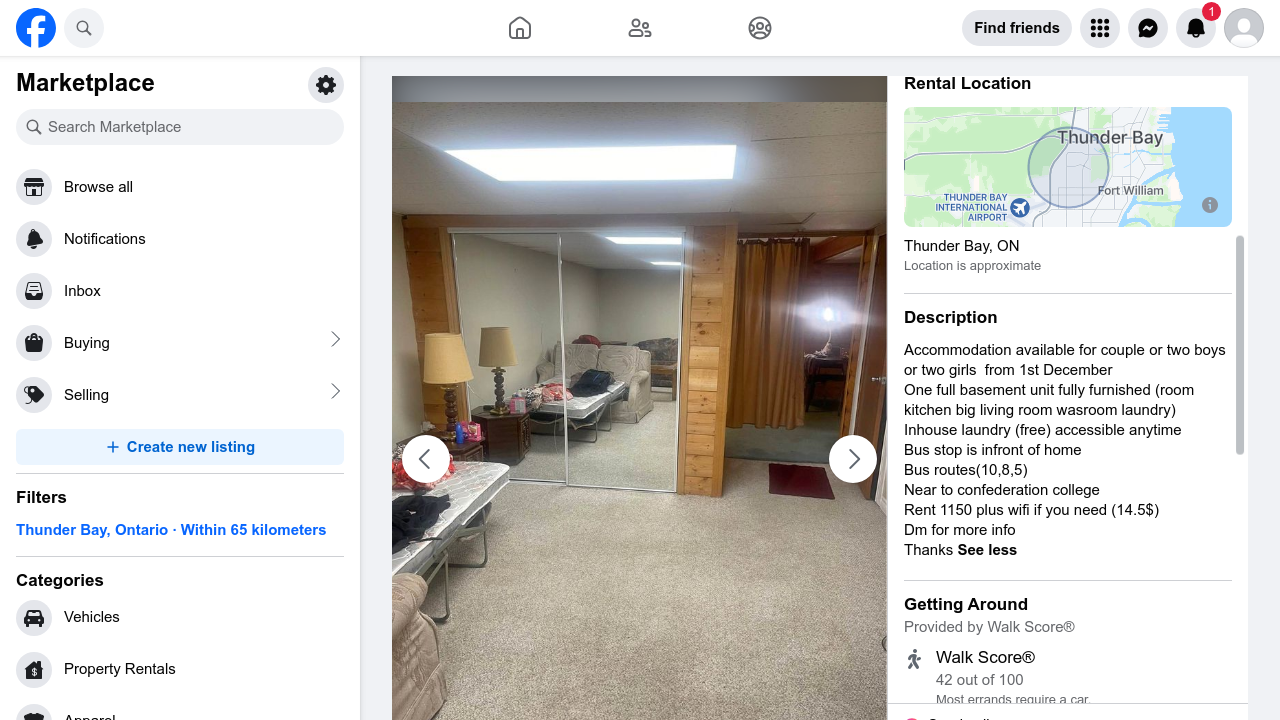 Find friends
1
Marketplace
Search Marketplace
Browse all
Notifications
Inbox
Buying
Selling
Create new listing
Filters
Thunder Bay, Ontario · Within 65 kilometers
Categories
Vehicles
Property Rentals
Apparel
Rental Location
Thunder Bay
Fort William
THUNDER BAY
INTERNATIONAL
AIRPORT
Thunder Bay, ON
Location is approximate
Description
Accommodation available for couple or two boys
or two girls  from 1st December
One full basement unit fully furnished (room
kitchen big living room wasroom laundry)
Inhouse laundry (free) accessible anytime
Bus stop is infront of home
Bus routes(10,8,5)
Near to confederation college
Rent 1150 plus wifi if you need (14.5$)
Dm for more info
Thanks See less
Getting Around
Provided by Walk Score®
Walk Score®
42 out of 100
Most errands require a car.